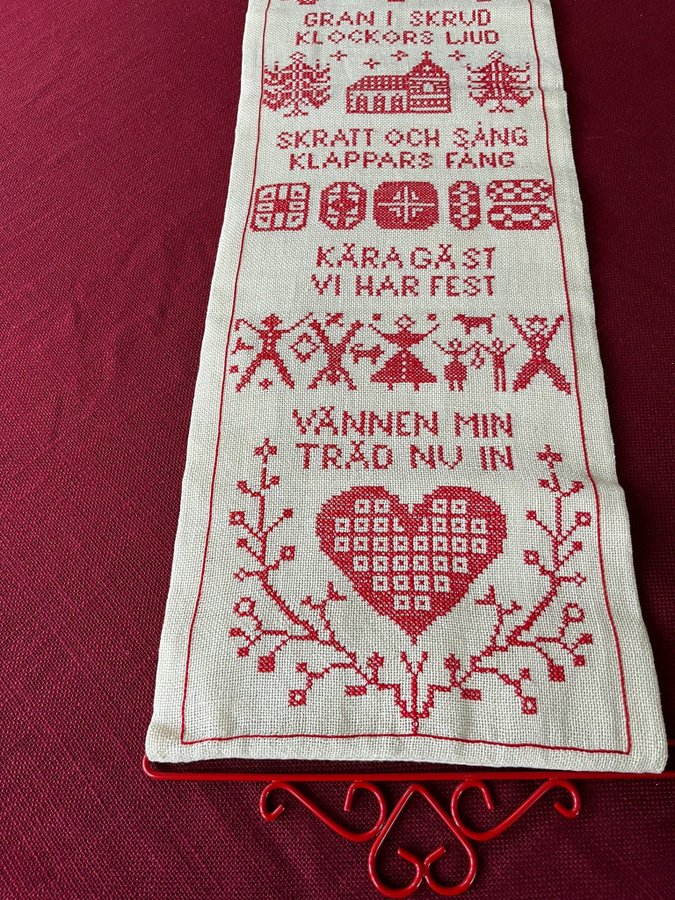 GRAN I SKRUD
KLOCKORS LJUD
SKRATT OCH SÅNG
KLAPPARS FÅNG
KÄRA GÄST
VI HAR FEST
VÄNNEN MIN
TRÄD NU IN